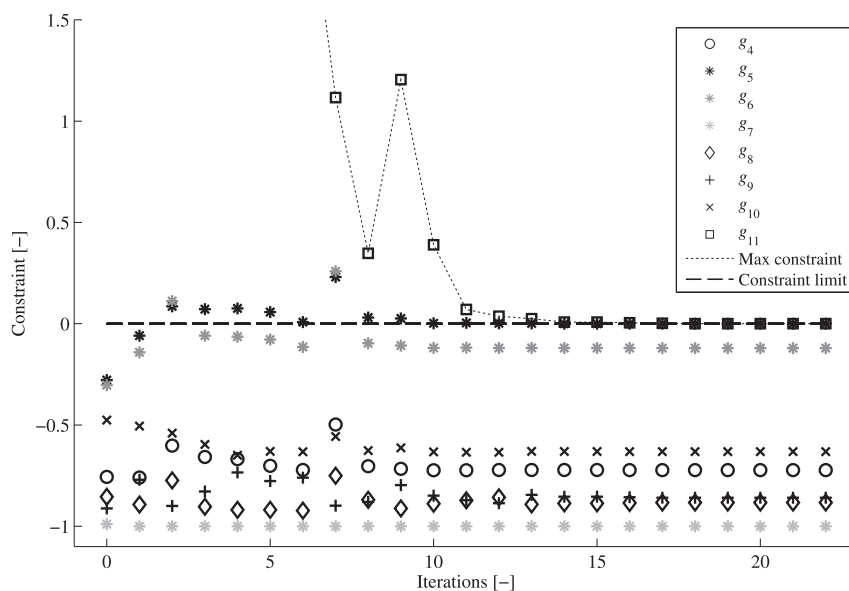 1.5
1
0.5
0
−0.5
−1
0
5
10
15
20
Constraint [−]
Iterations [−]
g4
g5
g6
g7
g8
g9
g10
g11
Max constraint
Constraint limit